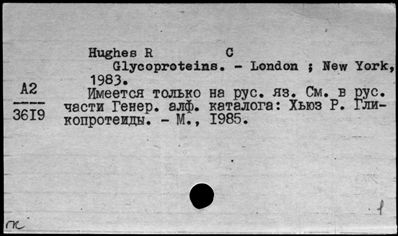 Hughes R C
Glycoproteins. - London ; New York,
1983.
A2
3619
Имеется только на рус. яз. См. в рус.
части Генер. алф. каталога: Хьюз Р. Гли-
копротеиды. - М., 1985.